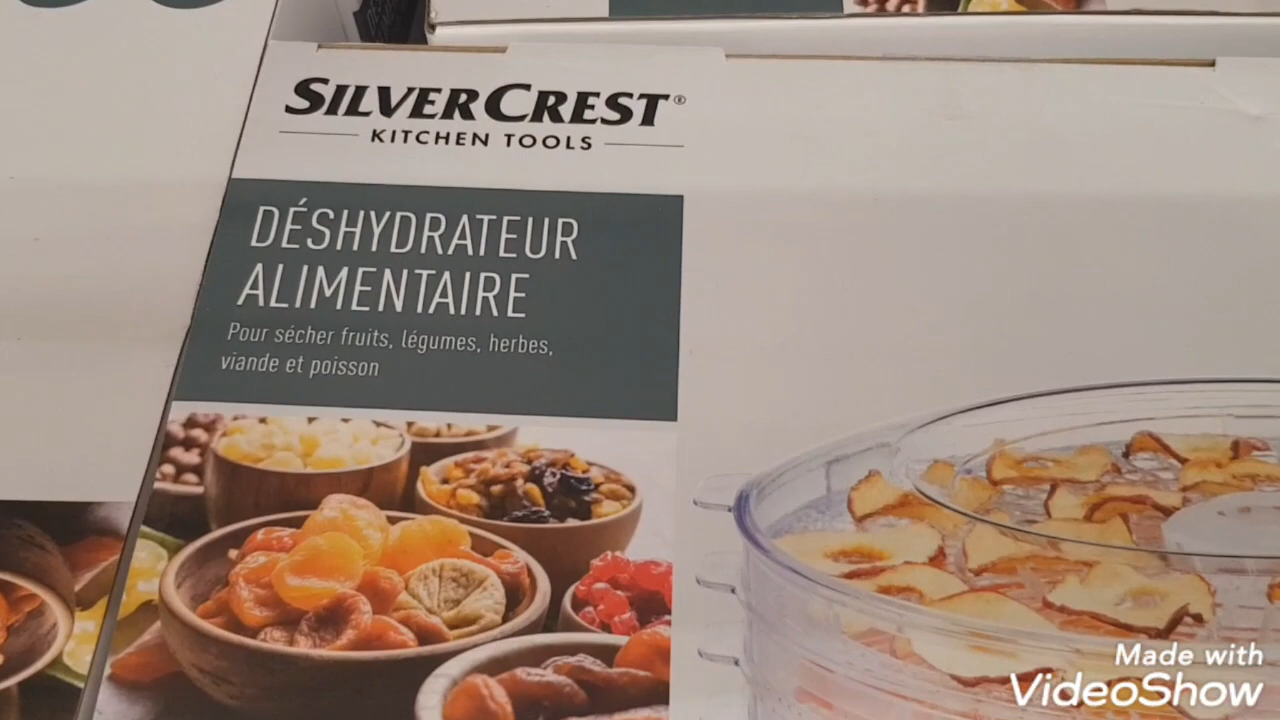 SILVERCREST®
KITCHEN TOOLS
DÉSHYDRATEUR
ALIMENTAIRE
Pour sécher fruits, légumes, herbes,
viande et poisson
Made with
VideoShow